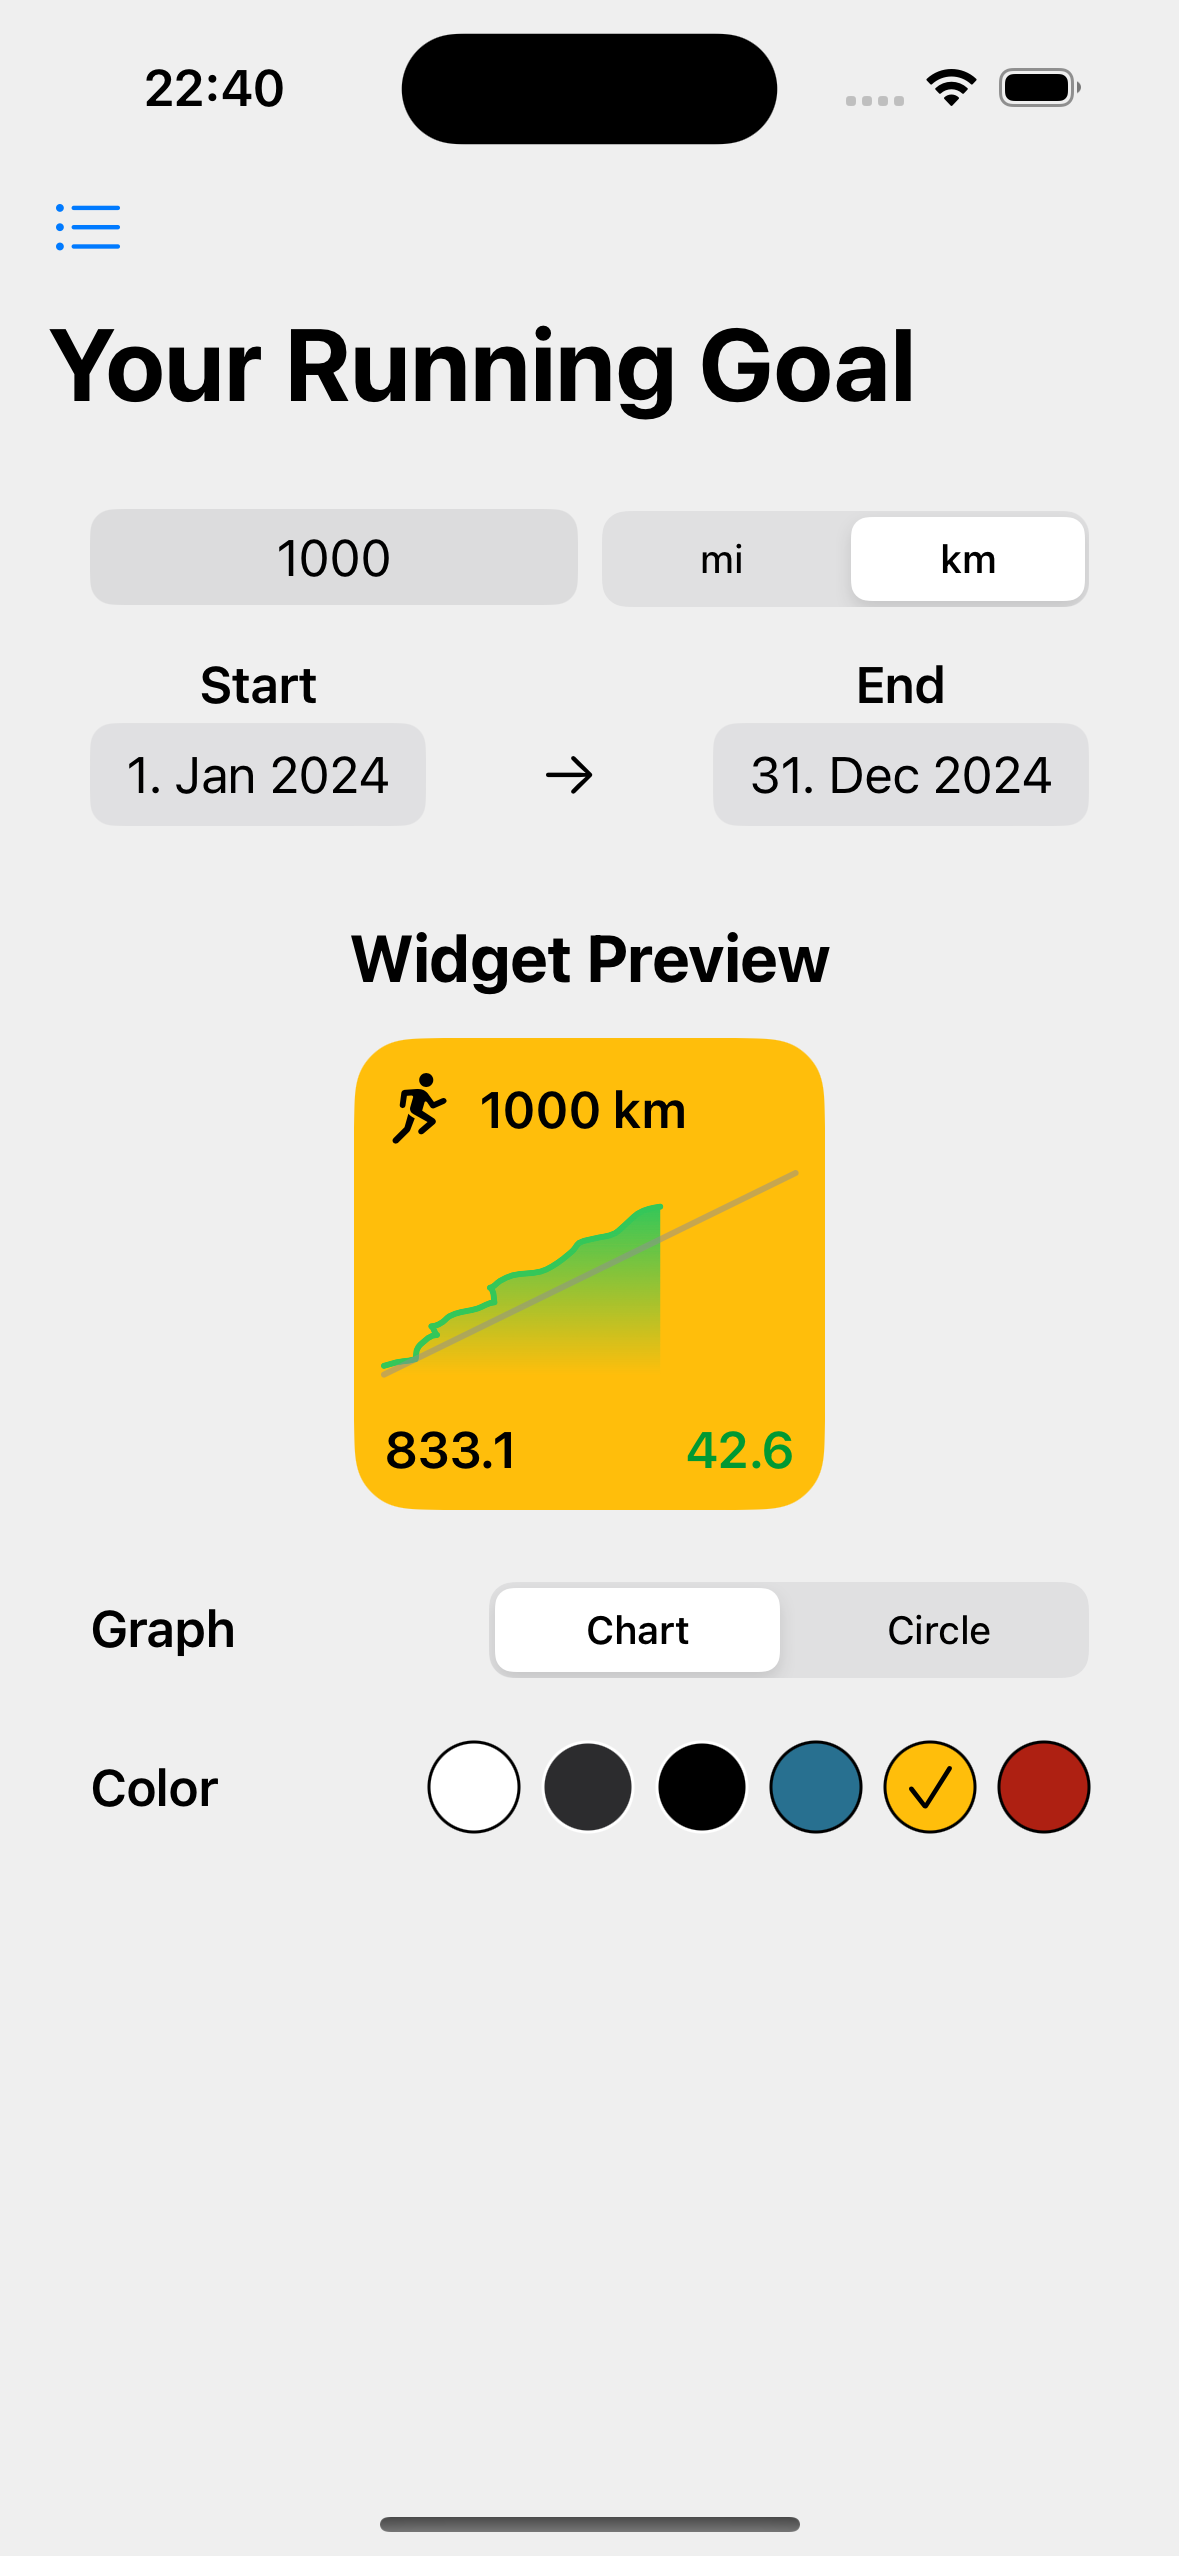 22:40
Your Running Goal
1000 mi km
Start End
1. Jan 2024 → 31. Dec 2024
Widget Preview
1000 km
833.1 42.6
Graph Chart Circle
Color